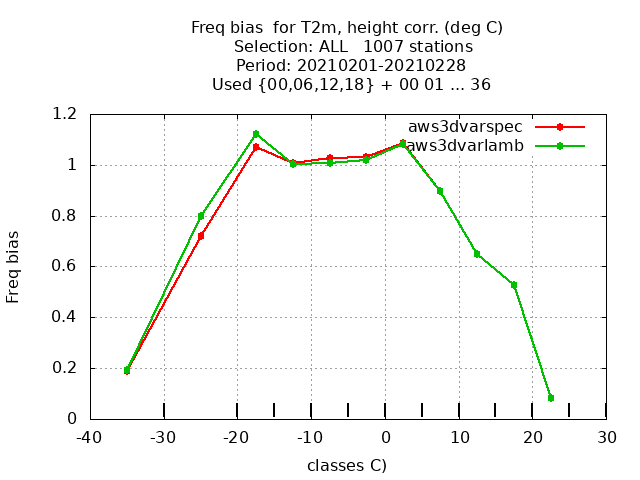 Freq bias  for T2m, height corr. (deg C)
Selection: ALL   1007 stations
Period: 20210201-20210228
Used {00,06,12,18} + 00 01 ... 36
aws3dvarspec
aws3dvarlamb
1.2
1
0.8
0.6
0.4
0.2
0
Freq bias
-40 -30 -20 -10 0 10 20 30
classes C)